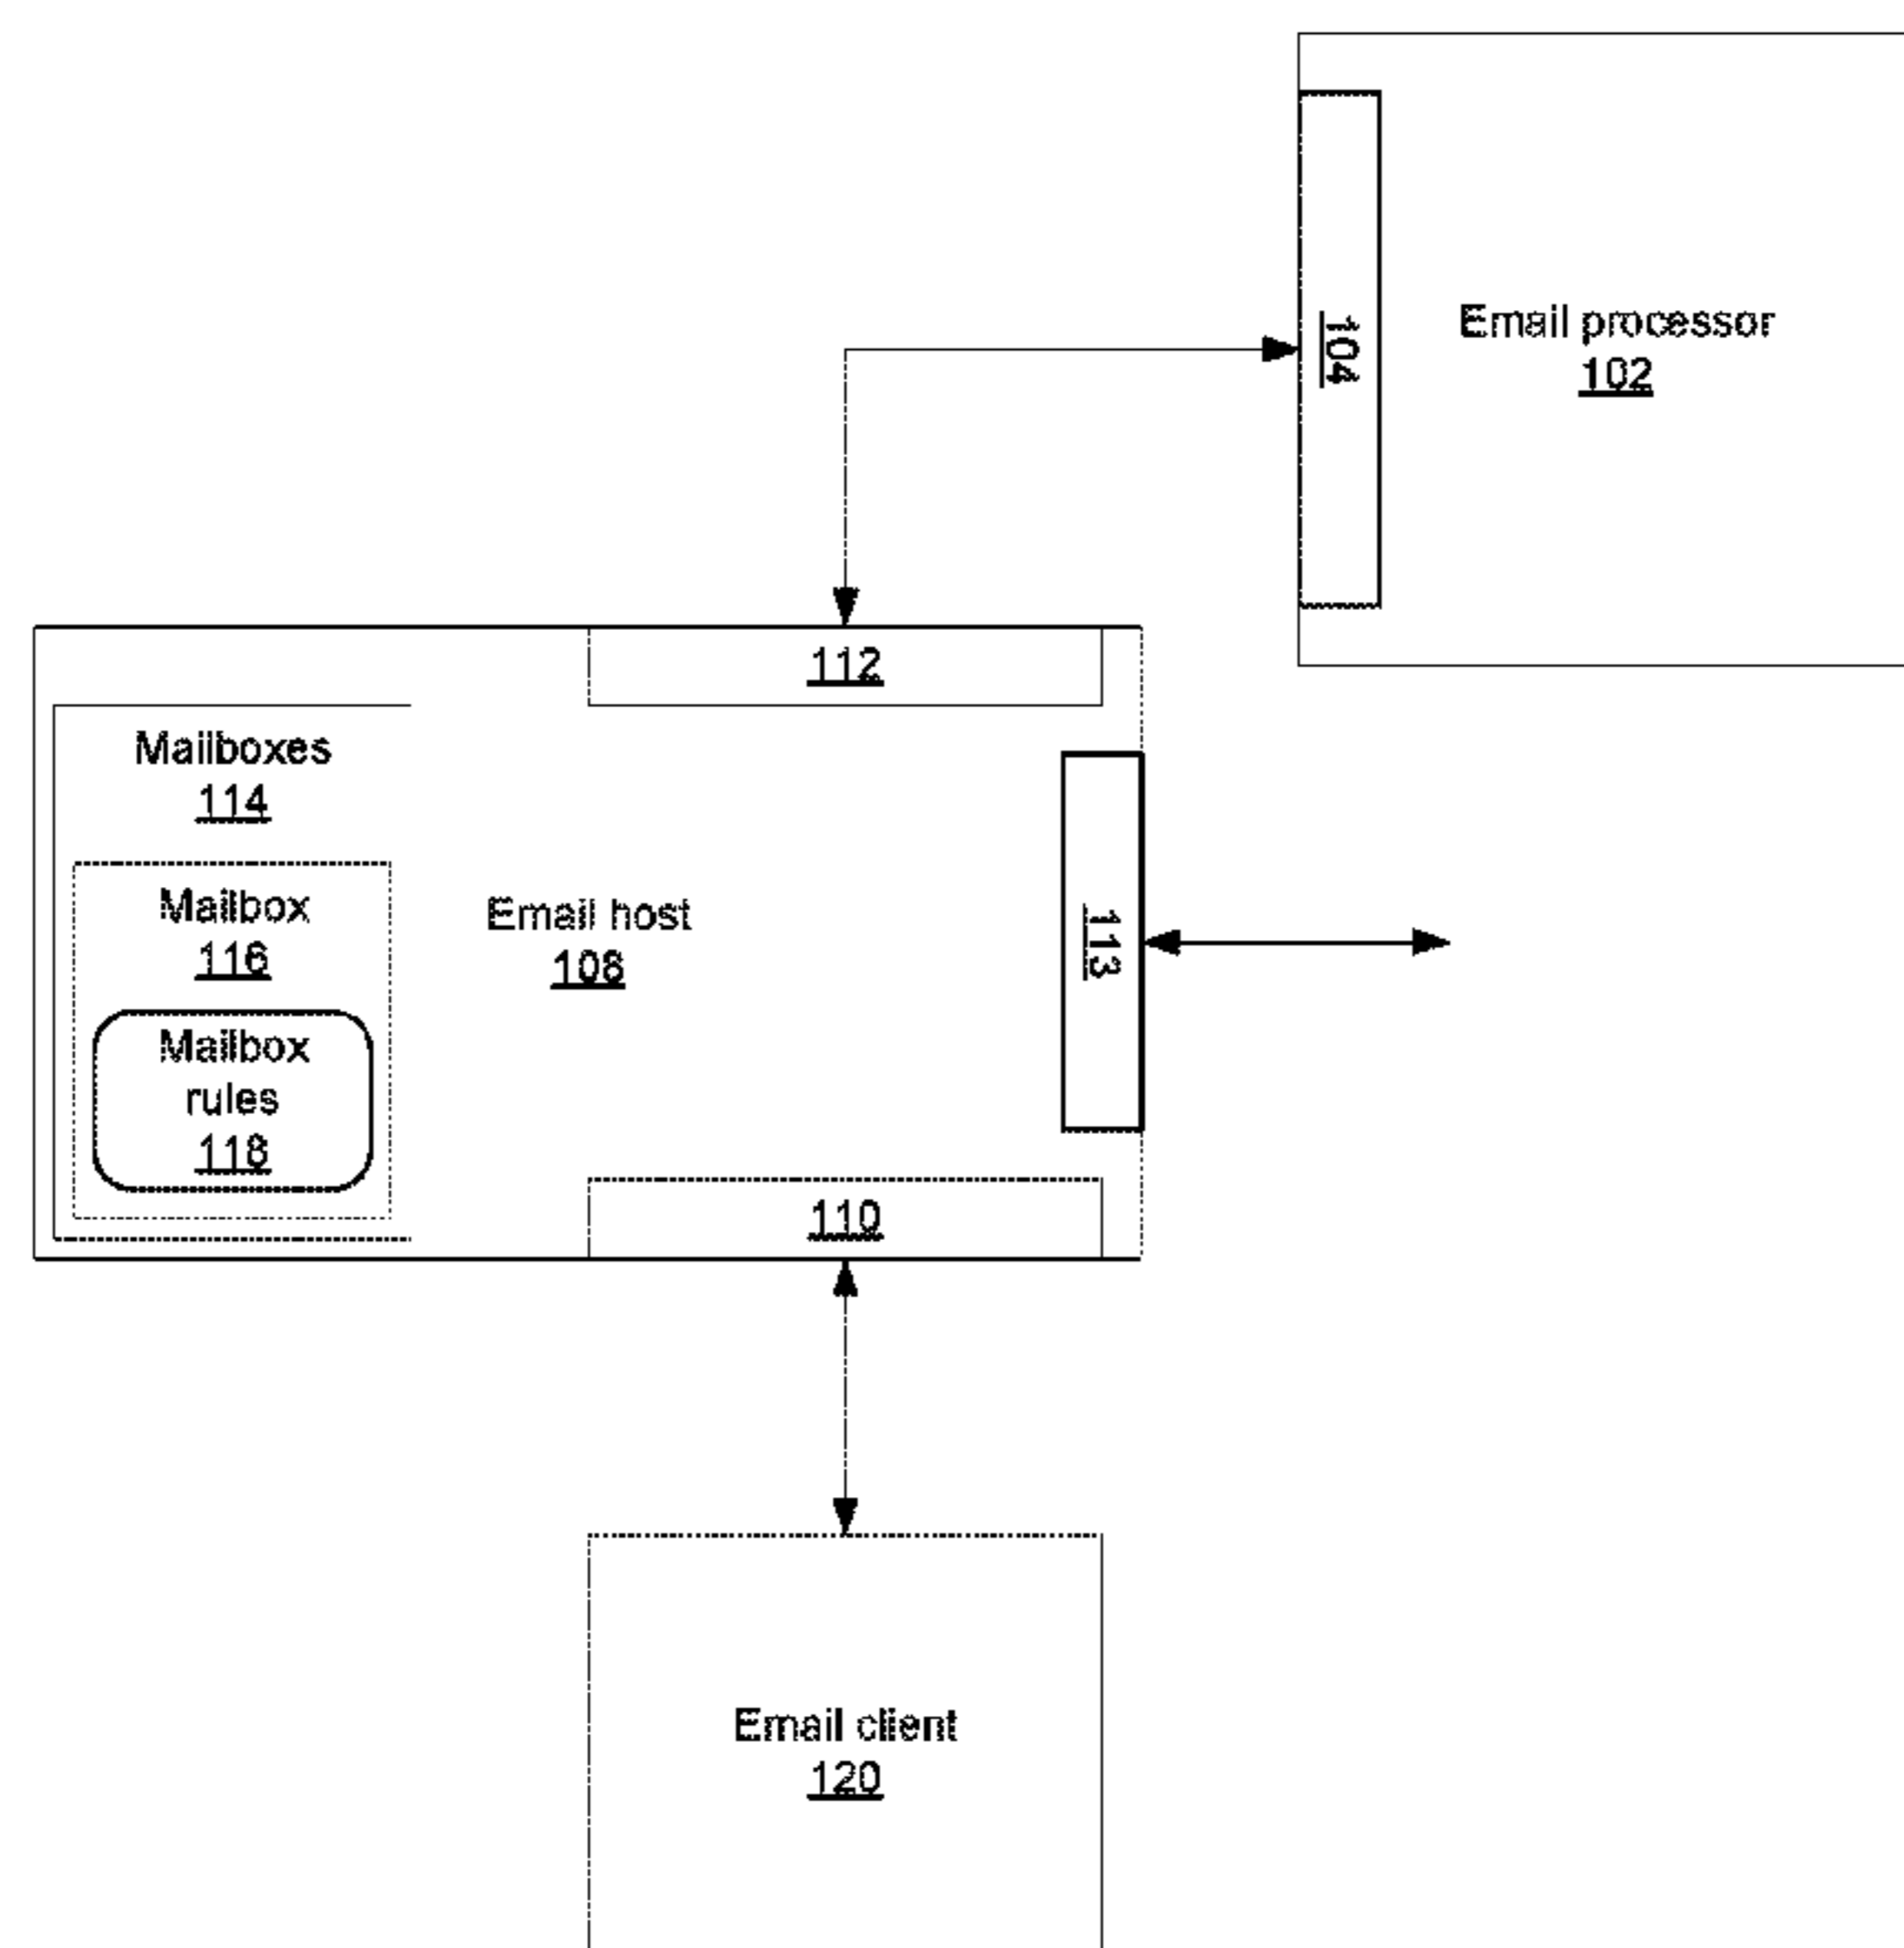 104
Email processor
102
112
Mailboxes
114
Mailbox
116
Email host
108
113
Mailbox
rules
118
110
Email client
120